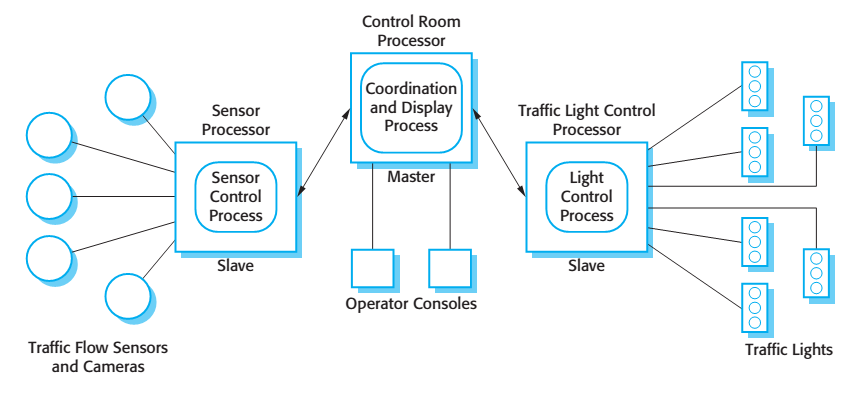 Control Room
Processor
Coordination
and Display
Process
Master
Sensor
Processor
Sensor
Control
Process
Slave
Traffic Light Control
Processor
Light
Control
Process
Slave
Operator Consoles
Traffic Flow Sensors
and Cameras
Traffic Lights